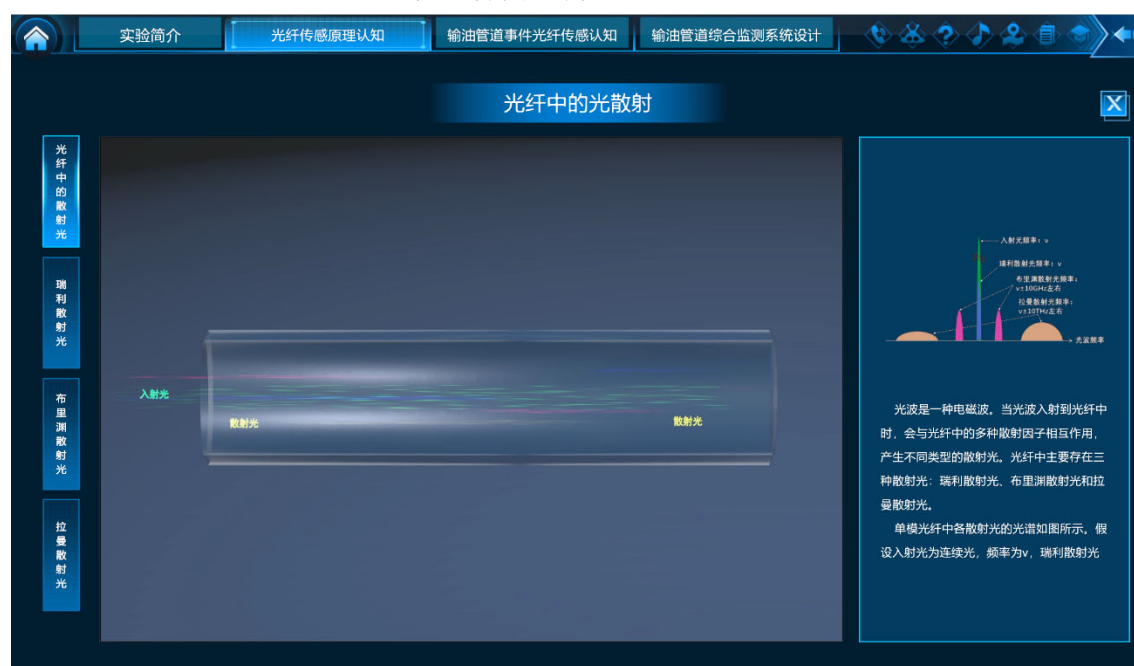 实验简介
光纤传感原理认知
输油管道事件光纤传感认知
输油管道综合监测系统设计
光纤中的光散射
X
光纤中的散射光
瑞利散射光
布里渊散射光
拉曼散射光
入射光
散射光
散射光
入射光频率：v
瑞利散射光频率：v
布里渊散射光频率：
v±10GHz左右
拉曼散射光频率：
v±10THz左右
光波频率
光波是一种电磁波。当光波入射到光纤中
时，会与光纤中的多种散射因子相互作用，
产生不同类型的散射光。光纤中主要存在三
种散射光：瑞利散射光、布里渊散射光和拉
曼散射光。
单模光纤中各散射光的光谱如图所示。假
设入射光为连续光，频率为v，瑞利散射光